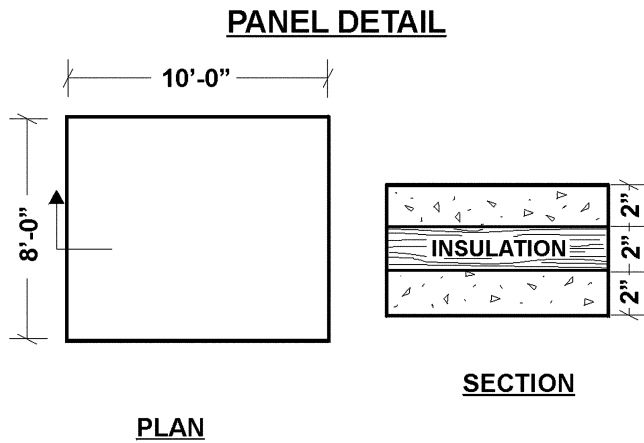 PANEL DETAIL
10’-0”
8’-0”
2”
INSULATION
2”
2”
SECTION
PLAN